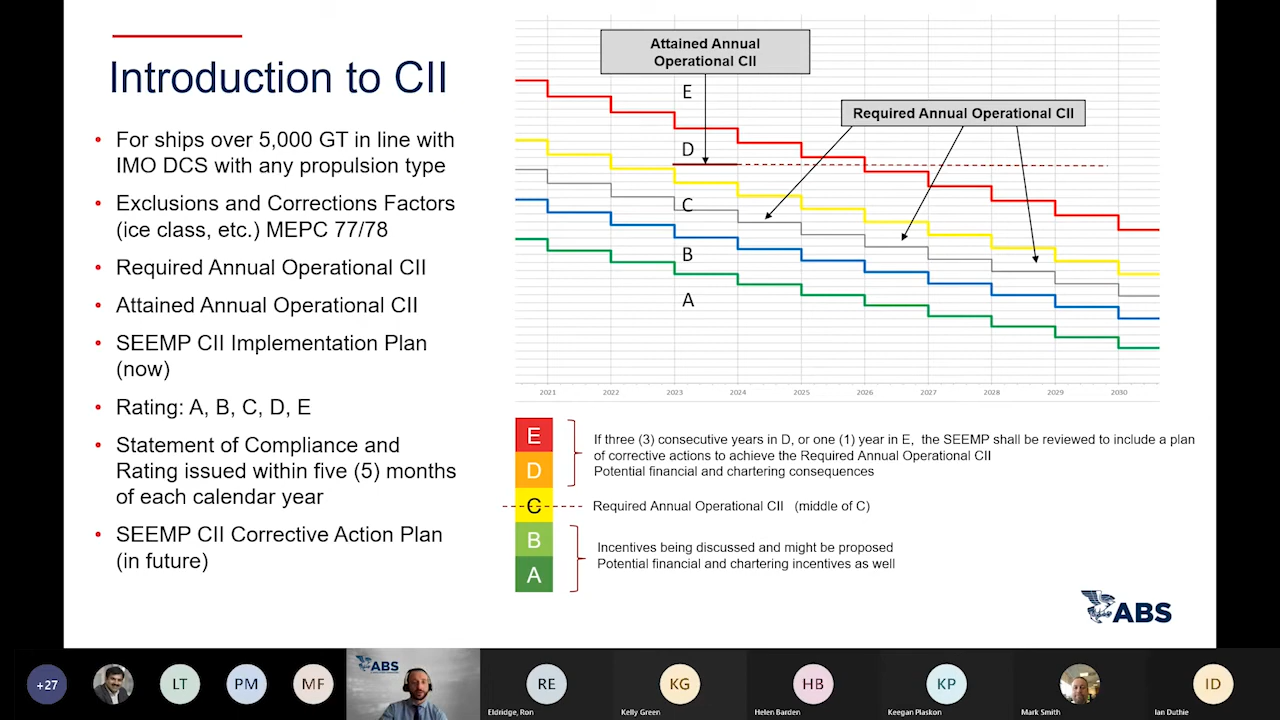 Introduction to CII
• For ships over 5,000 GT in line with
IMO DCS with any propulsion type
• Exclusions and Corrections Factors
(ice class, etc.) MEPC 77/78
• Required Annual Operational CII
• Attained Annual Operational CII
• SEEMP CII Implementation Plan
(now)
• Rating: A, B, C, D, E
• Statement of Compliance and
Rating issued within five (5) months
of each calendar year
• SEEMP CII Corrective Action Plan
(in future)
Attained Annual
Operational CII
Required Annual Operational CII
E
D
C
B
A
2021 2022 2023 2024 2025 2026 2027 2028 2029 2030
E
D
C
B
A
If three (3) consecutive years in D, or one (1) year in E, the SEEMP shall be reviewed to include a plan
of corrective actions to achieve the Required Annual Operational CII
Potential financial and chartering consequences
Required Annual Operational CII (middle of C)
Incentives being discussed and might be proposed
Potential financial and chartering incentives as well
ABS
+27
LT
PM
MF
ABS
RE
Eldridge, Ron
KG
Kelly Green
HB
Helen Barden
KP
Keegan Plaskon
Mark Smith
ID
Ian Duthie